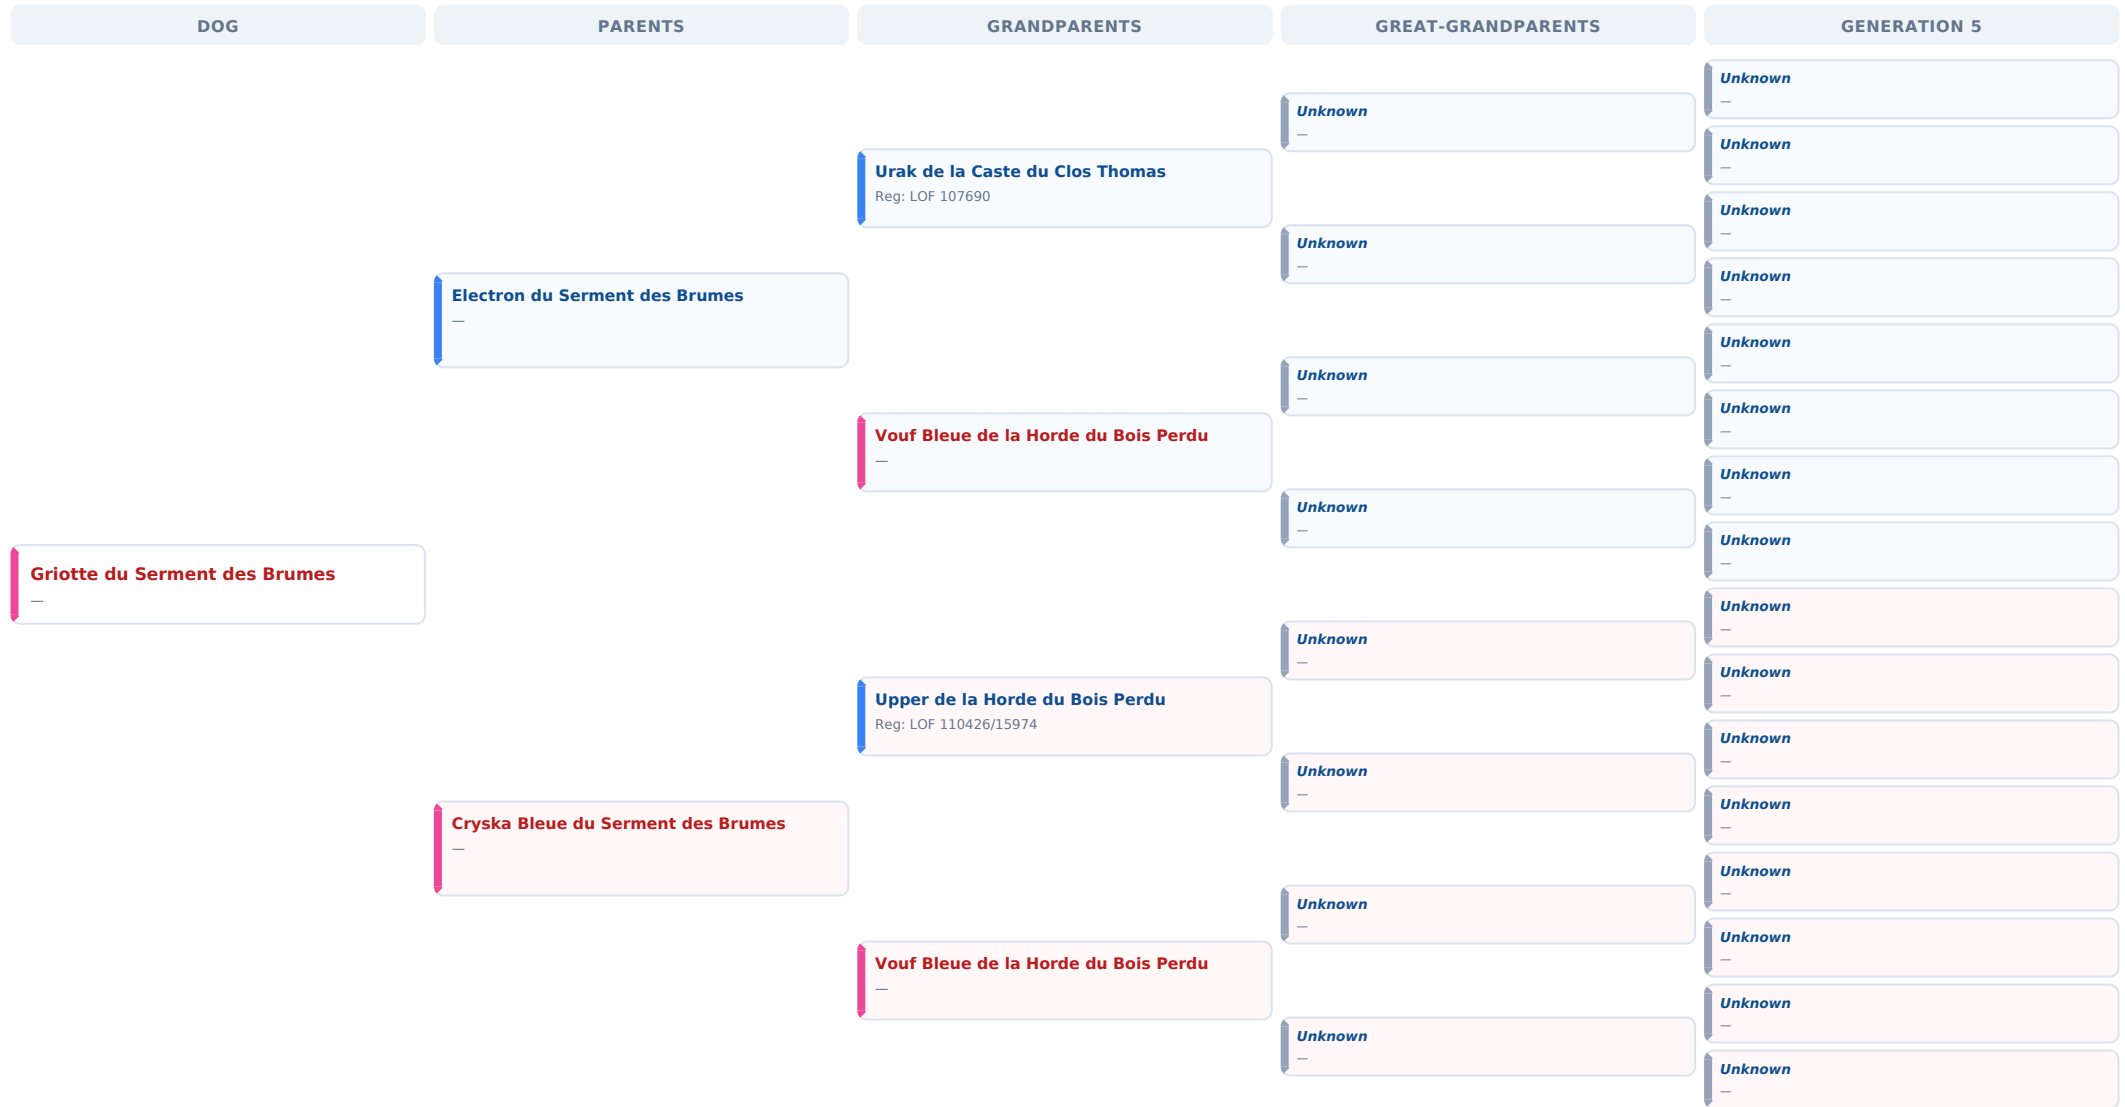 DOG
PARENTS
GRANDPARENTS
GREAT-GRANDPARENTS
GENERATION 5
Griotte du Serment des Brumes
—
Electron du Serment des Brumes
—
Cryska Bleue du Serment des Brumes
—
Urak de la Caste du Clos Thomas
Reg: LOF 107690
Vouf Bleue de la Horde du Bois Perdu
—
Upper de la Horde du Bois Perdu
Reg: LOF 110426/15974
Vouf Bleue de la Horde du Bois Perdu
—
Unknown
—
Unknown
—
Unknown
—
Unknown
—
Unknown
—
Unknown
—
Unknown
—
Unknown
—
Unknown
—
Unknown
—
Unknown
—
Unknown
—
Unknown
—
Unknown
—
Unknown
—
Unknown
—
Unknown
—
Unknown
—
Unknown
—
Unknown
—
Unknown
—
Unknown
—
Unknown
—
Unknown
—